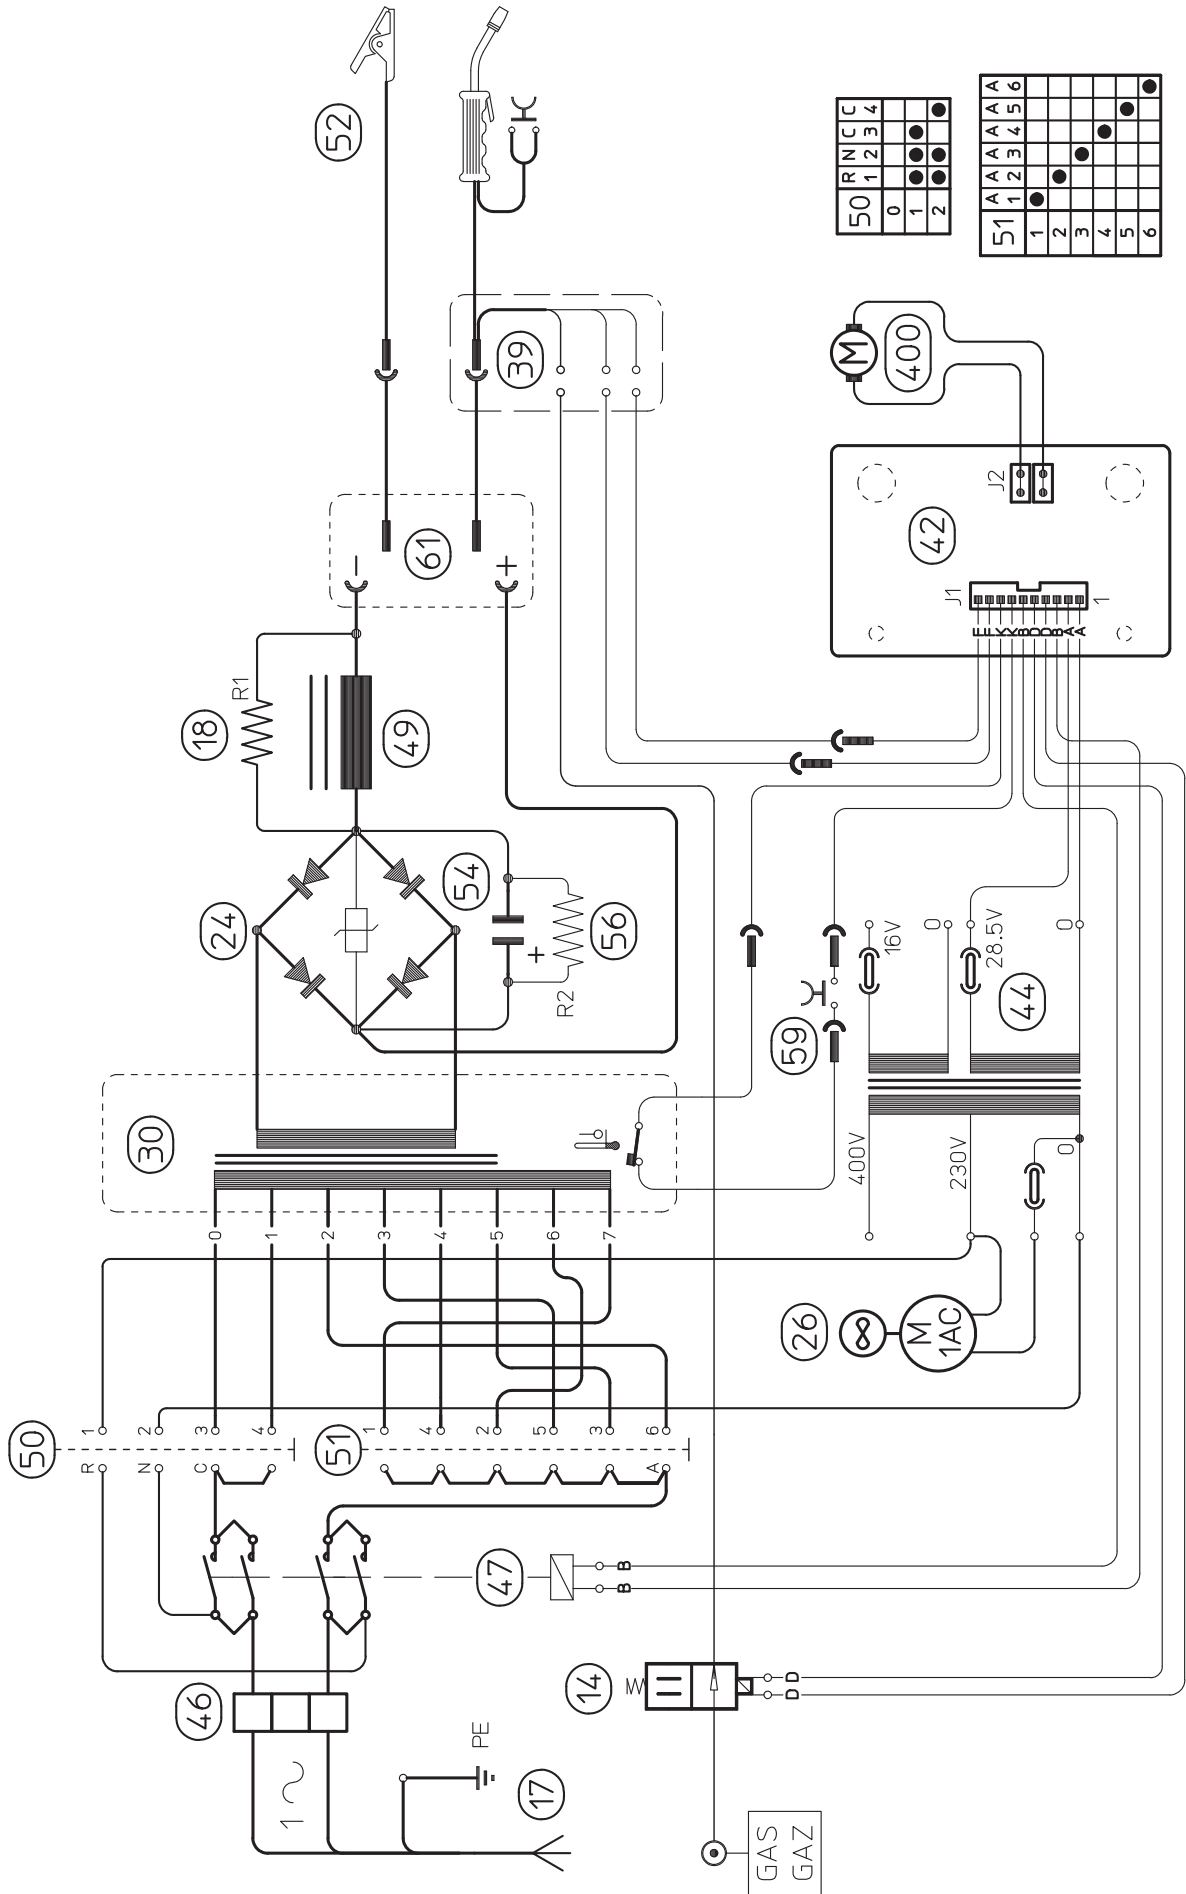 52
50 R N C C
1 2 3 4
0
1
2
51 A A A A A A
1 2 3 4 5 6
1
2
3
4
5
6
39
M
400
61
−
+
J2
42
J1
1
F
F
K
K
B
D
D
B
A
A
18
R1
49
24
54
+
56
R2
59
16V
0
28.5V
0
44
30
400V
230V
0
0
1
2
3
4
5
6
7
26
M
1AC
50
R 1
N 2
C 3
4
51
1
4
2
5
3
A 6
47
B
B
14
D
D
46
1
PE
17
GAS
GAZ